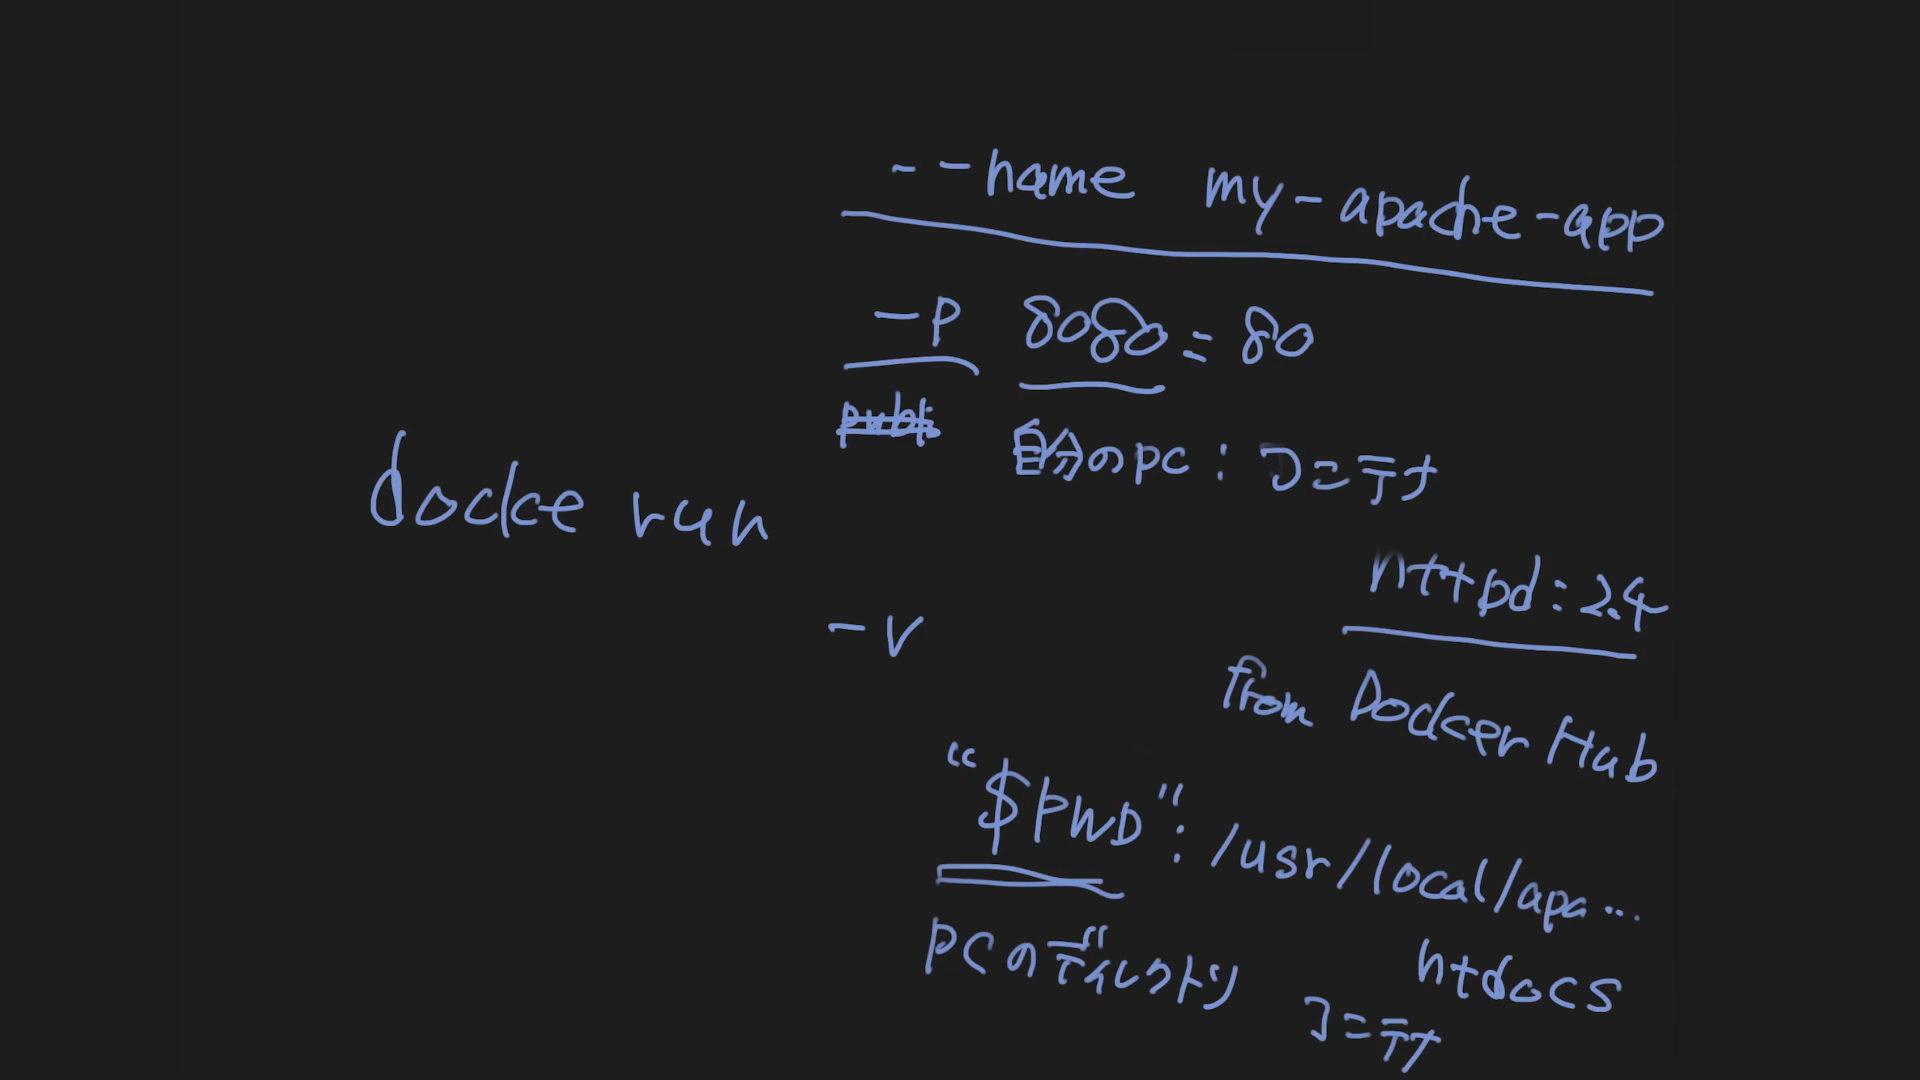 --name my-apache-app
-p 8080=80
自分のpc:コニテナ
docke run
httpd:2.4
-v
from Docker Hub
"$PWD":/usr/local/apa...
htdocs
PCのディレクトリ
コニテナ